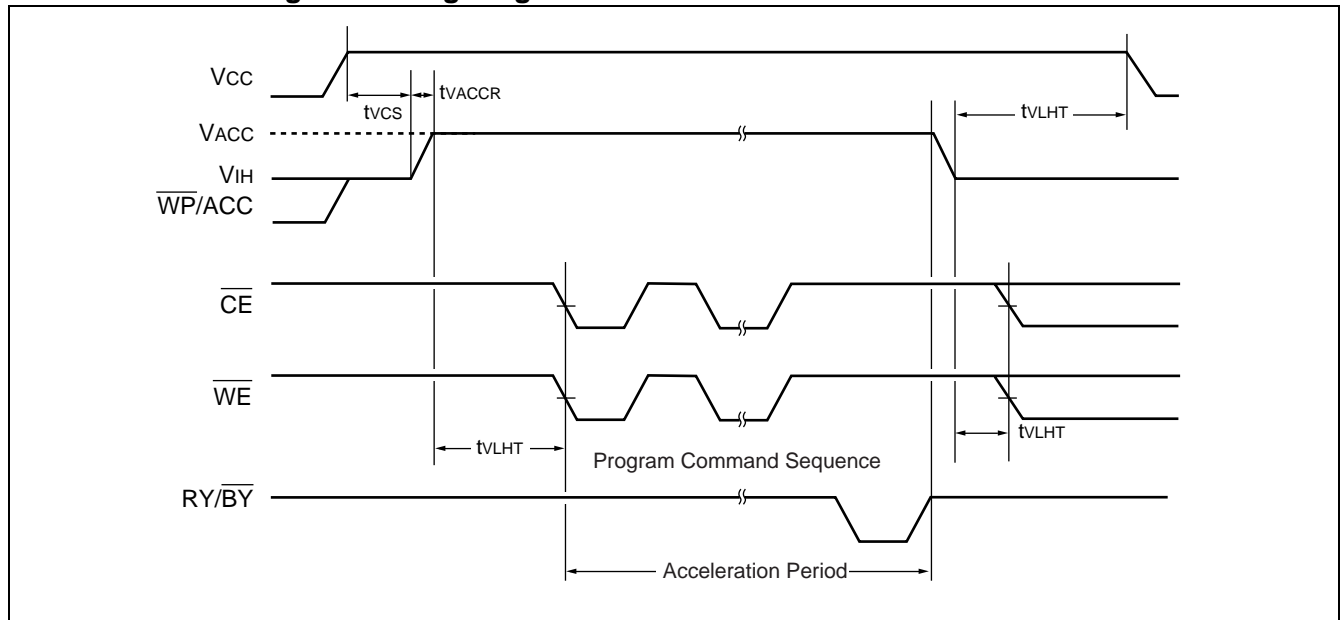 VCC
tVACCR
tVCS
tVLHT
VACC
VIH
WP/ACC
CE
WE
tVLHT
tVLHT
Program Command Sequence
RY/BY
Acceleration Period